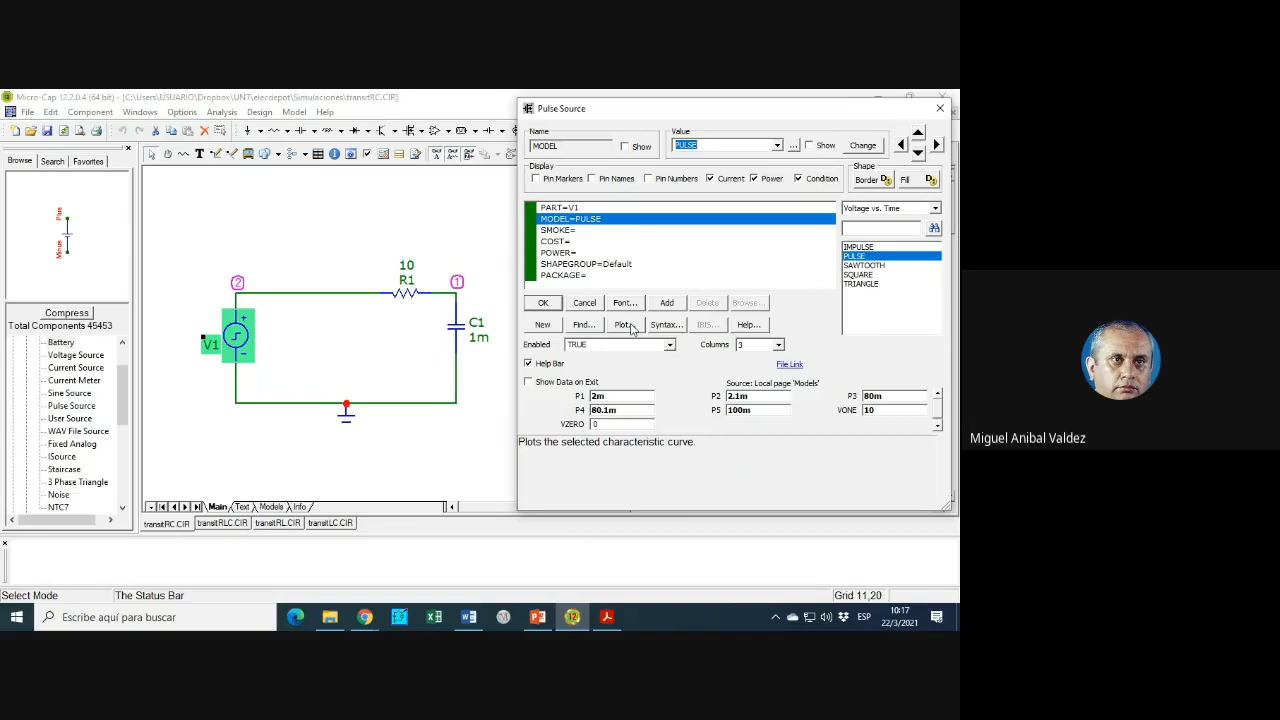 Micro-Cap 12.2.0.4 (64 bit) - [C:\Users\USUARIO\Dropbox\UNT\elecdepot\Simulaciones\transitRC.CIR]
File Edit Component Windows Options Analysis Design Model Help
Browse Search Favorites
Plus
Minus
Compress
Total Components 45453
Battery
Voltage Source
Current Source
Current Meter
Sine Source
Pulse Source
User Source
WAV File Source
Fixed Analog
ISource
Staircase
3 Phase Triangle
Noise
NTC7
2
10
R1
1
V1
C1
1m
Main Text Models Info
transitRC.CIR transitRLC.CIR transitRL.CIR transitLC.CIR
Pulse Source
Name
MODEL Show
Value
PULSE ... Show Change
Display
Pin Markers Pin Names Pin Numbers Current Power Condition
Shape
Border Fill
PART=V1
MODEL=PULSE
SMOKE=
COST=
POWER=
SHAPEGROUP=Default
PACKAGE=
Voltage vs. Time
IMPULSE
PULSE
SAWTOOTH
SQUARE
TRIANGLE
OK Cancel Font... Add Delete Browse...
New Find... Plot... Syntax... IBIS... Help...
Enabled TRUE Columns 3
Help Bar File Link
Show Data on Exit Source: Local page 'Models'
P1 2m P2 2.1m P3 80m
P4 80.1m P5 100m VONE 10
VZERO 0
Plots the selected characteristic curve.
Select Mode The Status Bar Grid 11,20
Escribe aquí para buscar
ESP
10:17
22/3/2021
Miguel Anibal Valdez